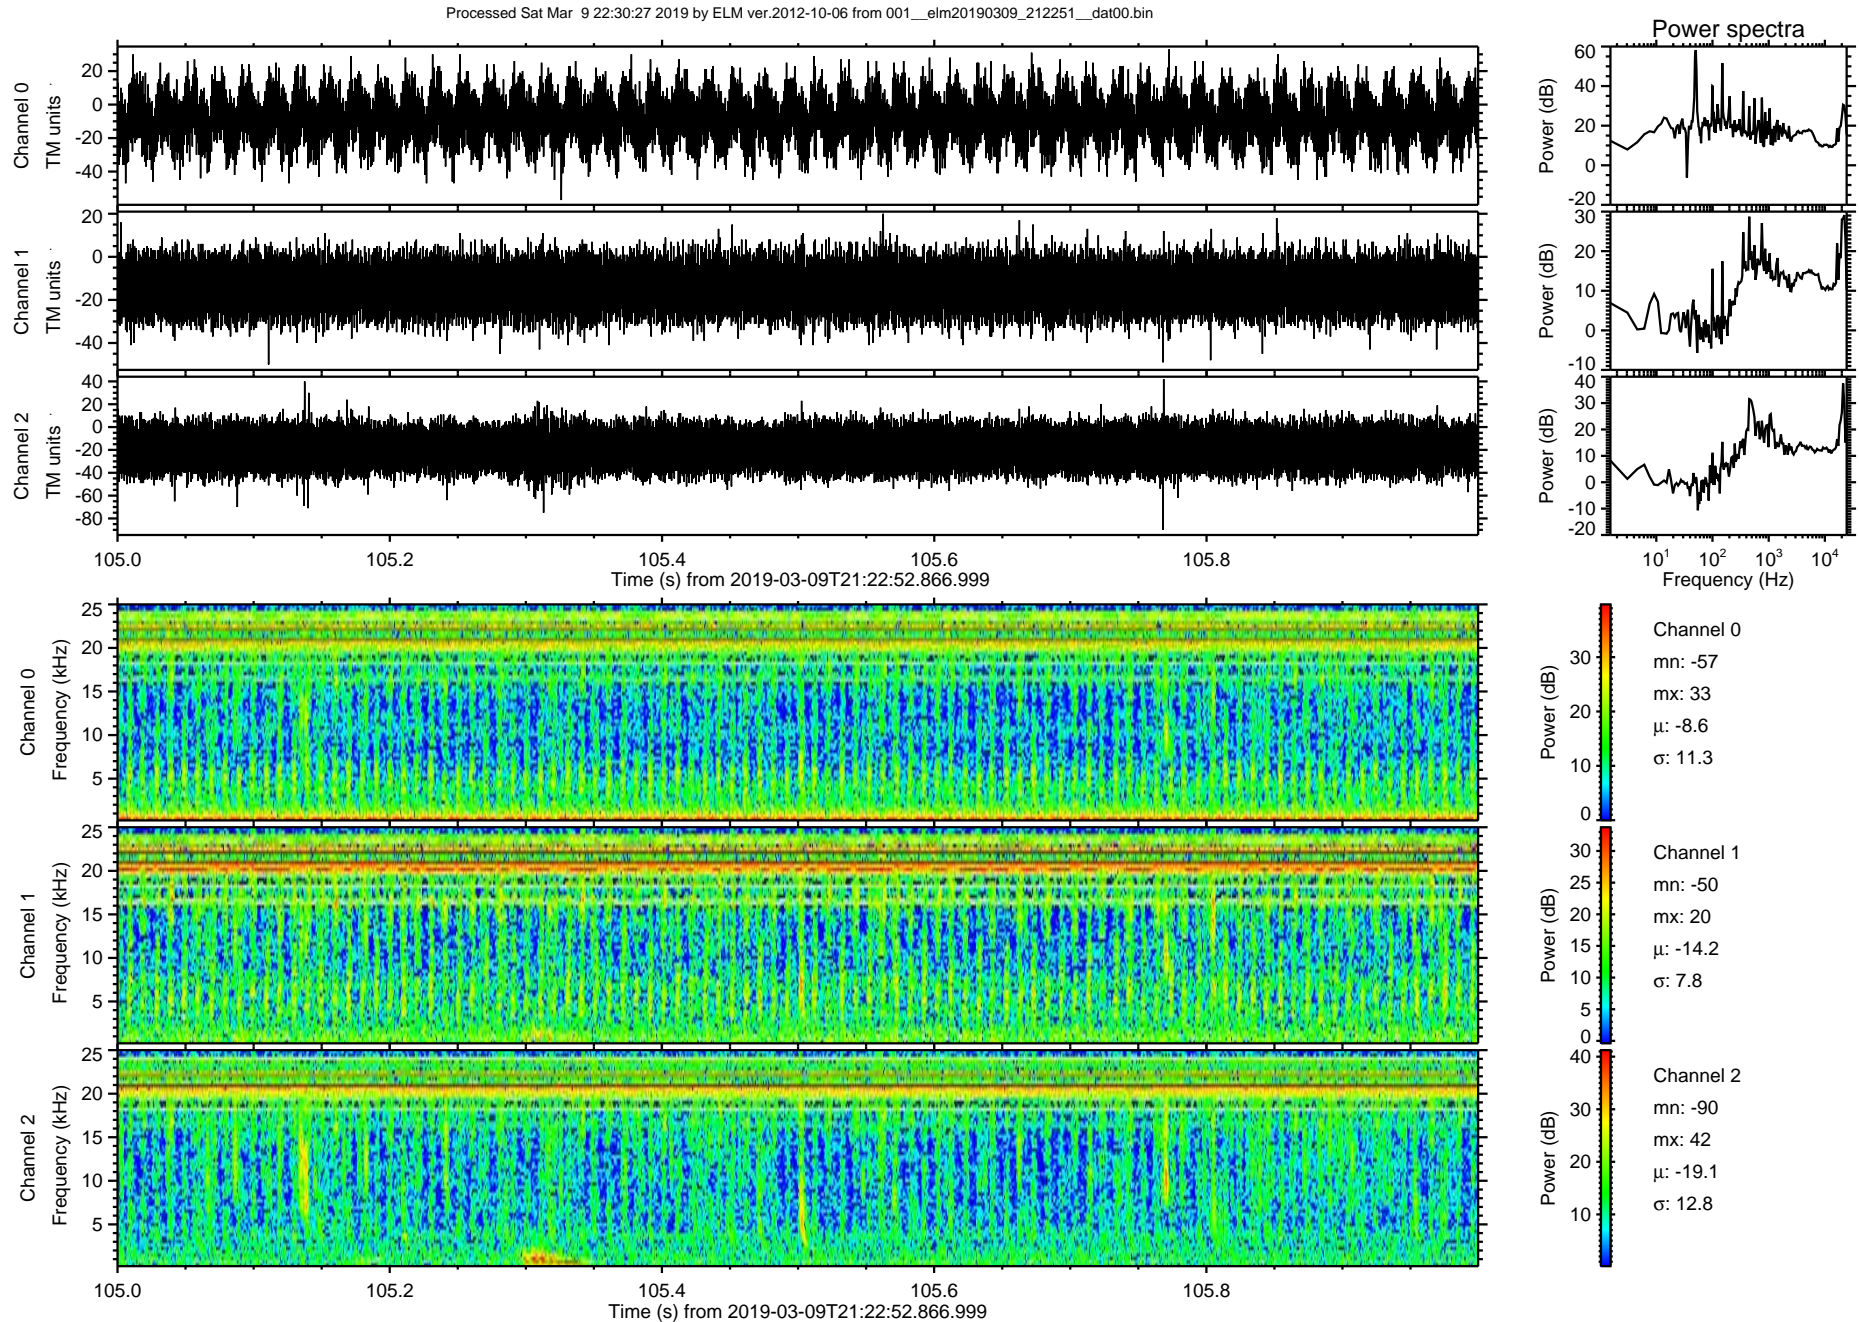 Processed Sat Mar  9 22:30:27 2019 by ELM ver.2012-10-06 from 001__elm20190309_212251__dat00.bin
Power spectra
Channel 0
TM units
20
0
-20
-40
Power (dB)
60
40
20
0
-20
Channel 1
TM units
20
0
-20
-40
Power (dB)
30
20
10
0
-10
Channel 2
TM units
40
20
0
-20
-40
-60
-80
Power (dB)
40
30
20
10
0
-10
-20
105.0 105.2 105.4 105.6 105.8
Time (s) from 2019-03-09T21:22:52.866.999
10^1 10^2 10^3 10^4
Frequency (Hz)
Channel 0
Frequency (kHz)
25
20
15
10
5
Power (dB)
30
20
10
0
Channel 0
mn: -57
mx: 33
μ: -8.6
σ: 11.3
Channel 1
Frequency (kHz)
25
20
15
10
5
Power (dB)
30
25
20
15
10
5
0
Channel 1
mn: -50
mx: 20
μ: -14.2
σ: 7.8
Channel 2
Frequency (kHz)
25
20
15
10
5
Power (dB)
40
30
20
10
Channel 2
mn: -90
mx: 42
μ: -19.1
σ: 12.8
105.0 105.2 105.4 105.6 105.8
Time (s) from 2019-03-09T21:22:52.866.999